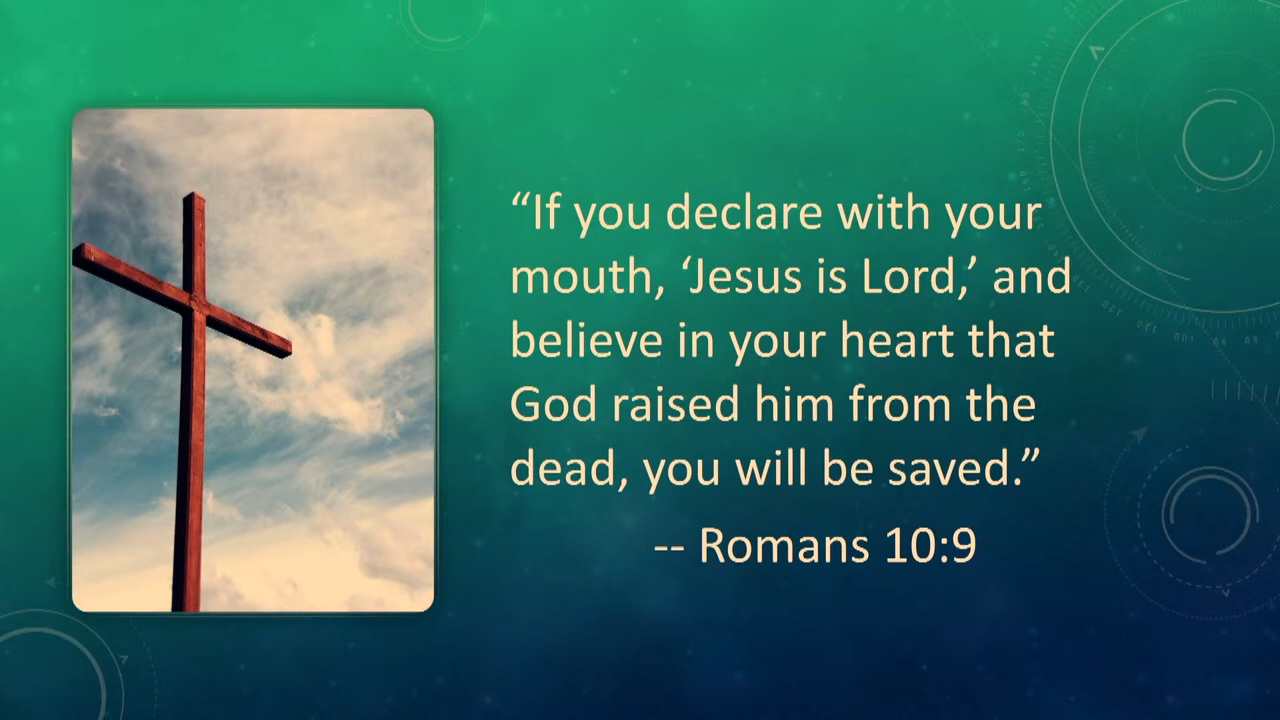 “If you declare with your
mouth, ‘Jesus is Lord,’ and
believe in your heart that
God raised him from the
dead, you will be saved.”
-- Romans 10:9